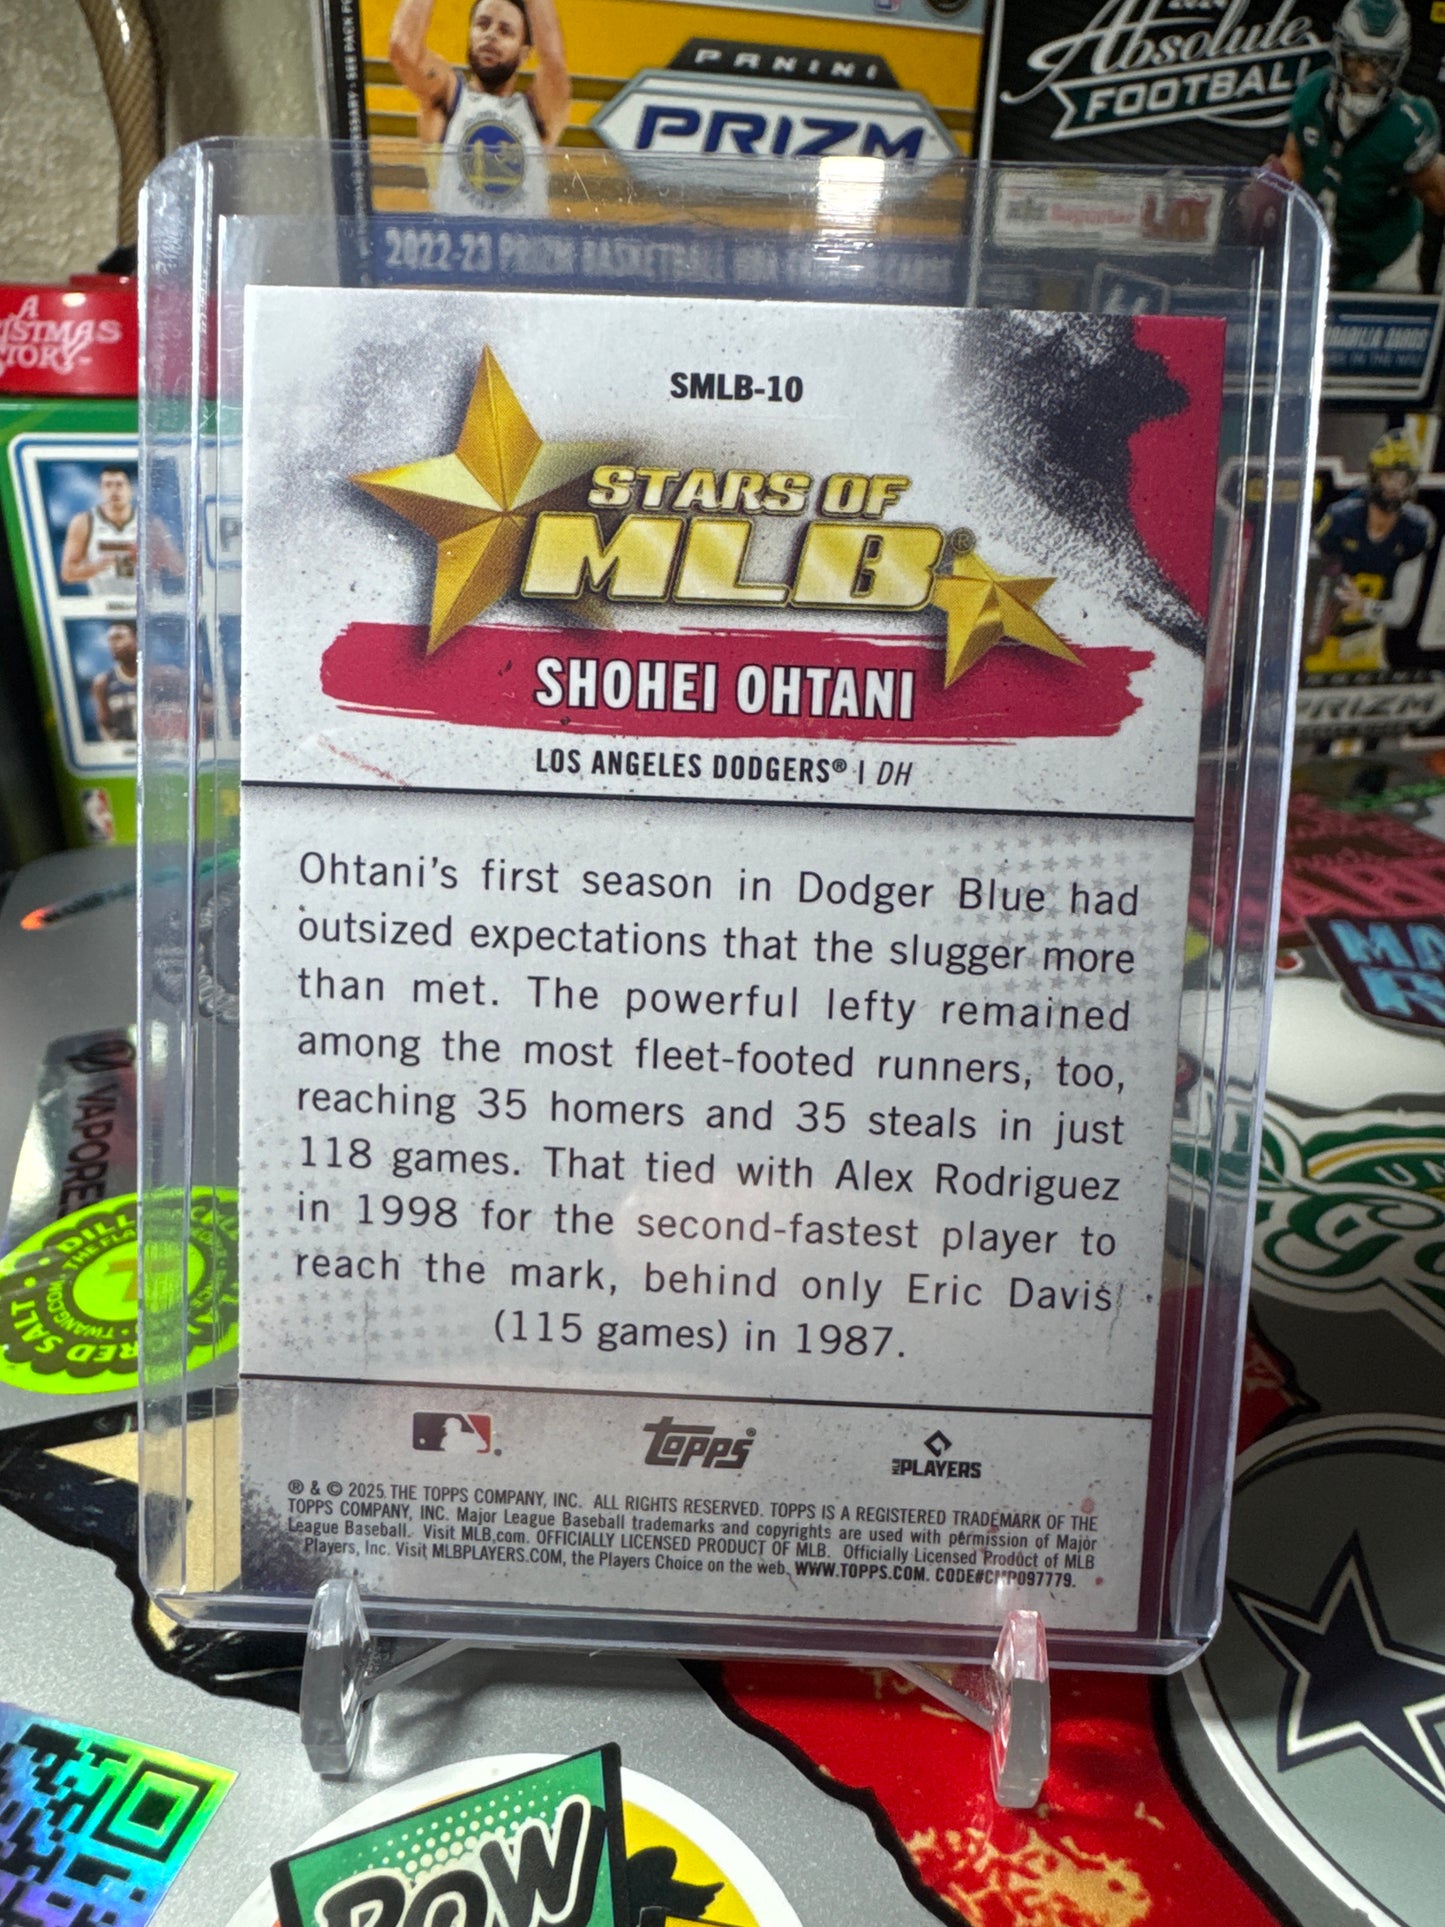 PANINI
PRIZM
2022-23 PRIZM BASKETBALL NBA
Absolute
FOOTBALL
A
SMLB-10
STARS OF
MLB®
SHOHEI OHTANI
LOS ANGELES DODGERS® | DH
Ohtani's first season in Dodger Blue had
outsized expectations that the slugger more
than met. The powerful lefty remained
among the most fleet-footed runners, too,
reaching 35 homers and 35 steals in just
118 games. That tied with Alex Rodriguez
in 1998 for the second-fastest player to
reach the mark, behind only Eric Davis
(115 games) in 1987.
topps
PLAYERS
® & © 2025 THE TOPPS COMPANY, INC. ALL RIGHTS RESERVED. TOPPS IS A REGISTERED TRADEMARK OF THE
TOPPS COMPANY, INC. Major League Baseball trademarks and copyrights are used with permission of Major
League Baseball. Visit MLB.com. OFFICIALLY LICENSED PRODUCT OF MLB. Officially Licensed Product of MLB
Players, Inc. Visit MLBPLAYERS.COM, the Players Choice on the web. WWW.TOPPS.COM. CODE#CMP097779.
PRIZM
DILL
RED SALT
TWANG.COM
POW